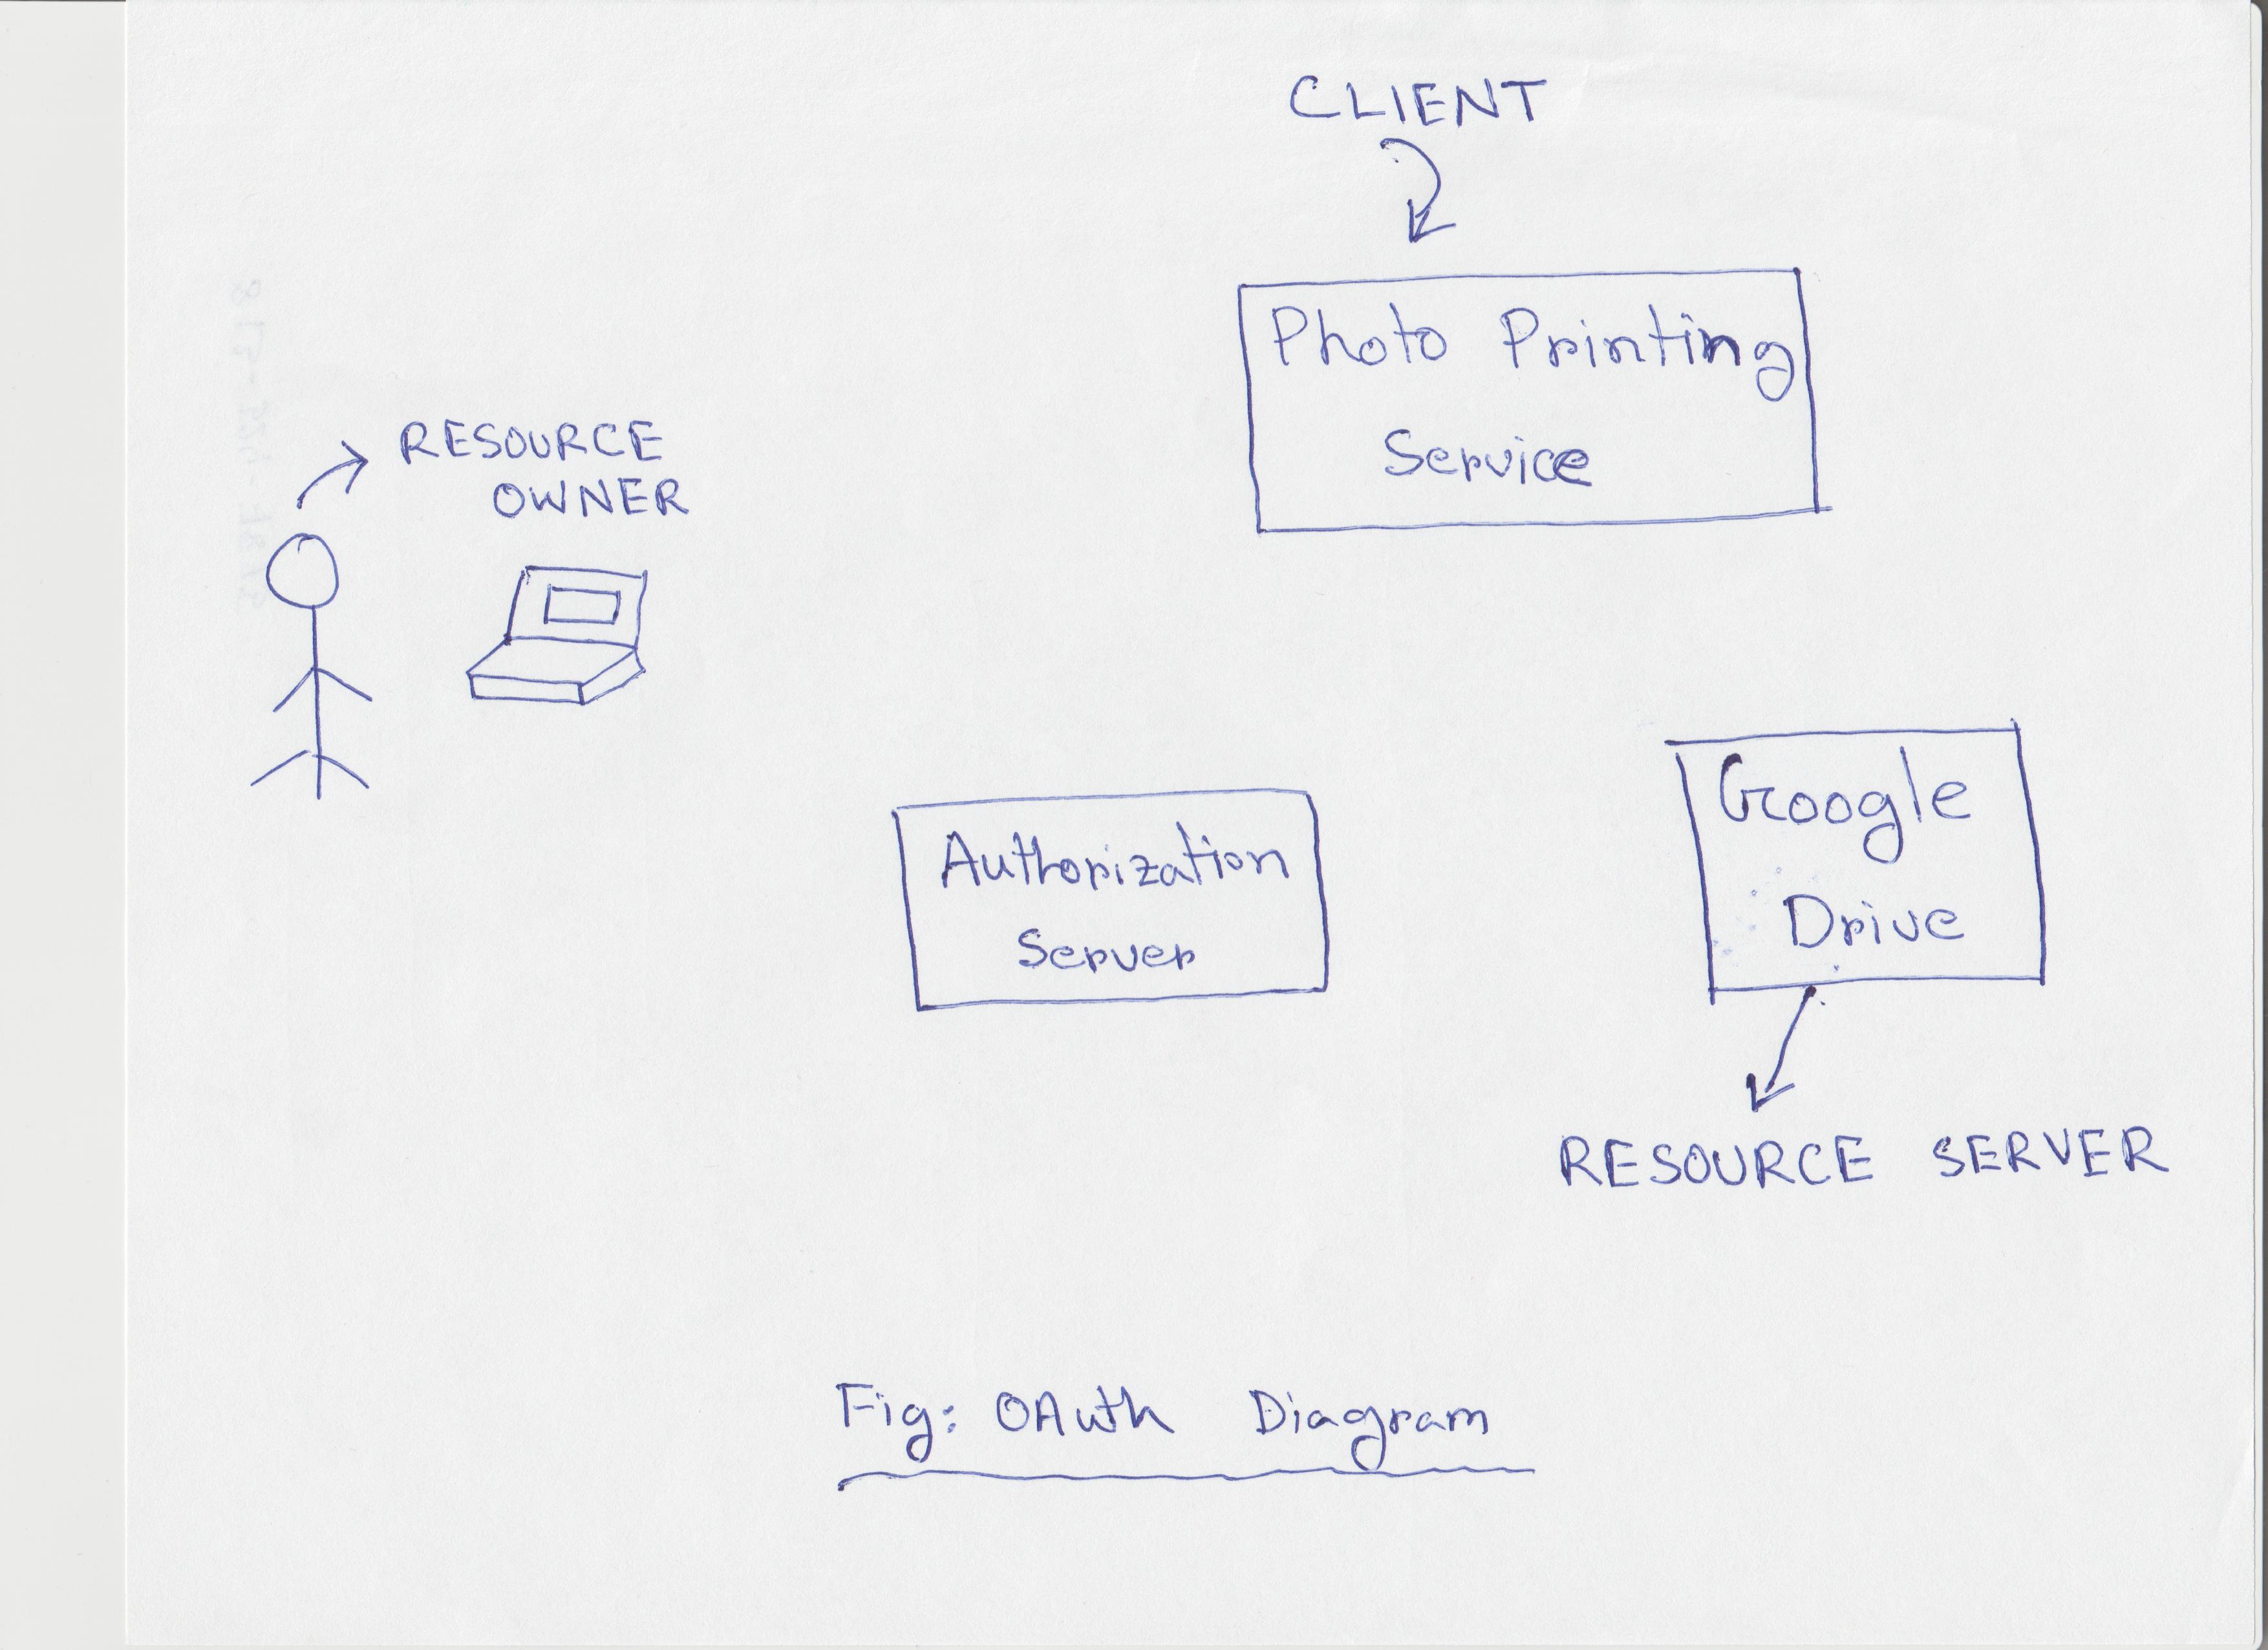 CLIENT
Photo Printing
Service
RESOURCE
OWNER
Authorization
Server
Google
Drive
RESOURCE SERVER
Fig: OAuth Diagram